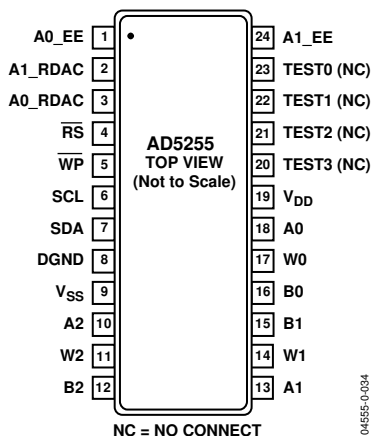 A0_EE 1 24 A1_EE
A1_RDAC 2 23 TEST0 (NC)
A0_RDAC 3 22 TEST1 (NC)
RS 4 21 TEST2 (NC)
WP 5 20 TEST3 (NC)
SCL 6 19 VDD
SDA 7 18 A0
DGND 8 17 W0
VSS 9 16 B0
A2 10 15 B1
W2 11 14 W1
B2 12 13 A1
AD5255
TOP VIEW
(Not to Scale)
NC = NO CONNECT
04555-0-034